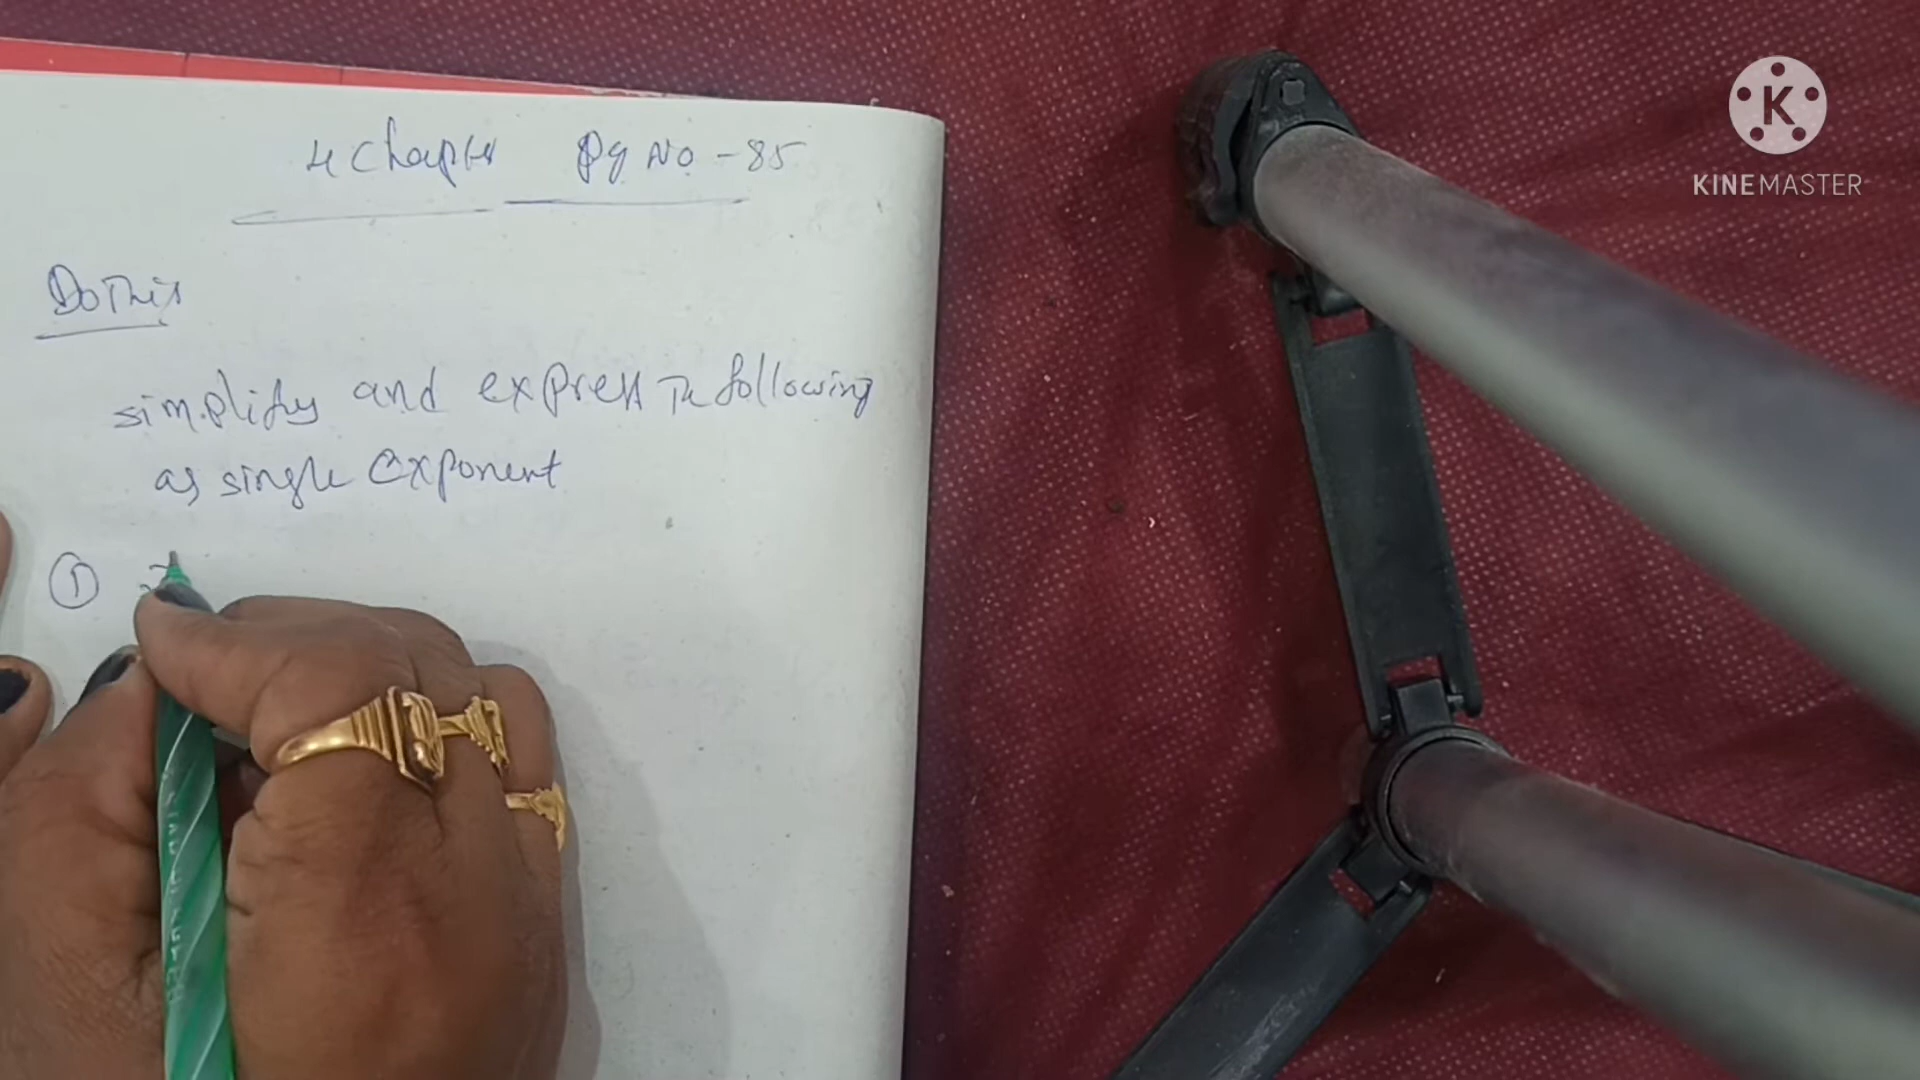 4 Chapter Pg No - 85
Do This
simplify and express The following
as single exponent
①
K
KINEMASTER